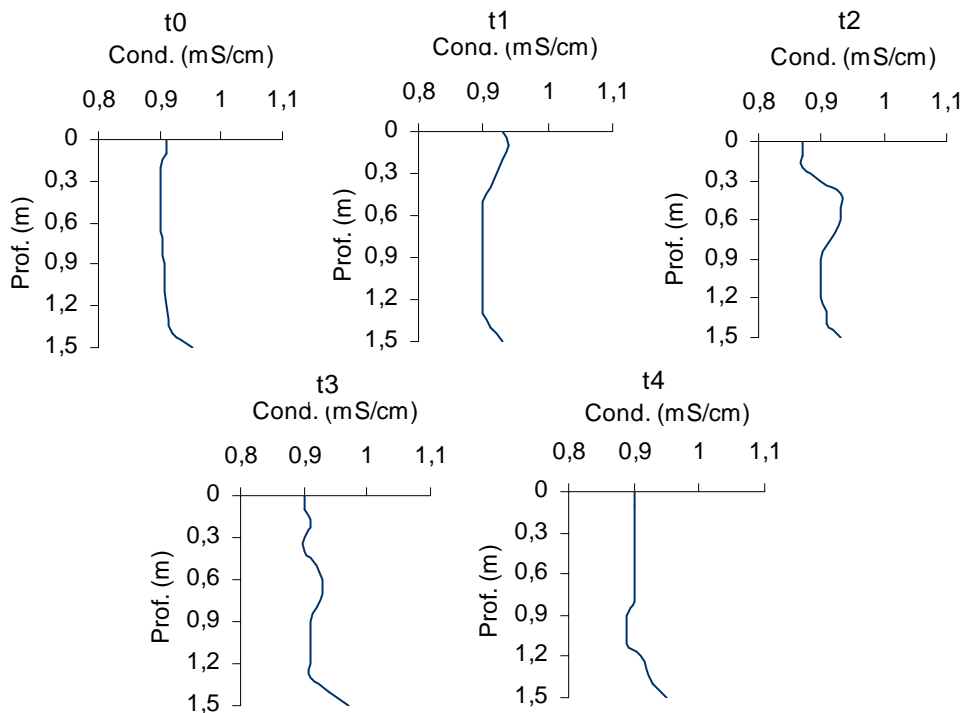 t0
Cond. (mS/cm)
0,8 0,9 1 1,1
0
0,3
0,6
0,9
1,2
1,5
Prof. (m)
t1
Cond. (mS/cm)
0,8 0,9 1 1,1
0
0,3
0,6
0,9
1,2
1,5
Prof. (m)
t2
Cond. (mS/cm)
0,8 0,9 1 1,1
0
0,3
0,6
0,9
1,2
1,5
Prof. (m)
t3
Cond. (mS/cm)
0,8 0,9 1 1,1
0
0,3
0,6
0,9
1,2
1,5
Prof. (m)
t4
Cond. (mS/cm)
0,8 0,9 1 1,1
0
0,3
0,6
0,9
1,2
1,5
Prof. (m)